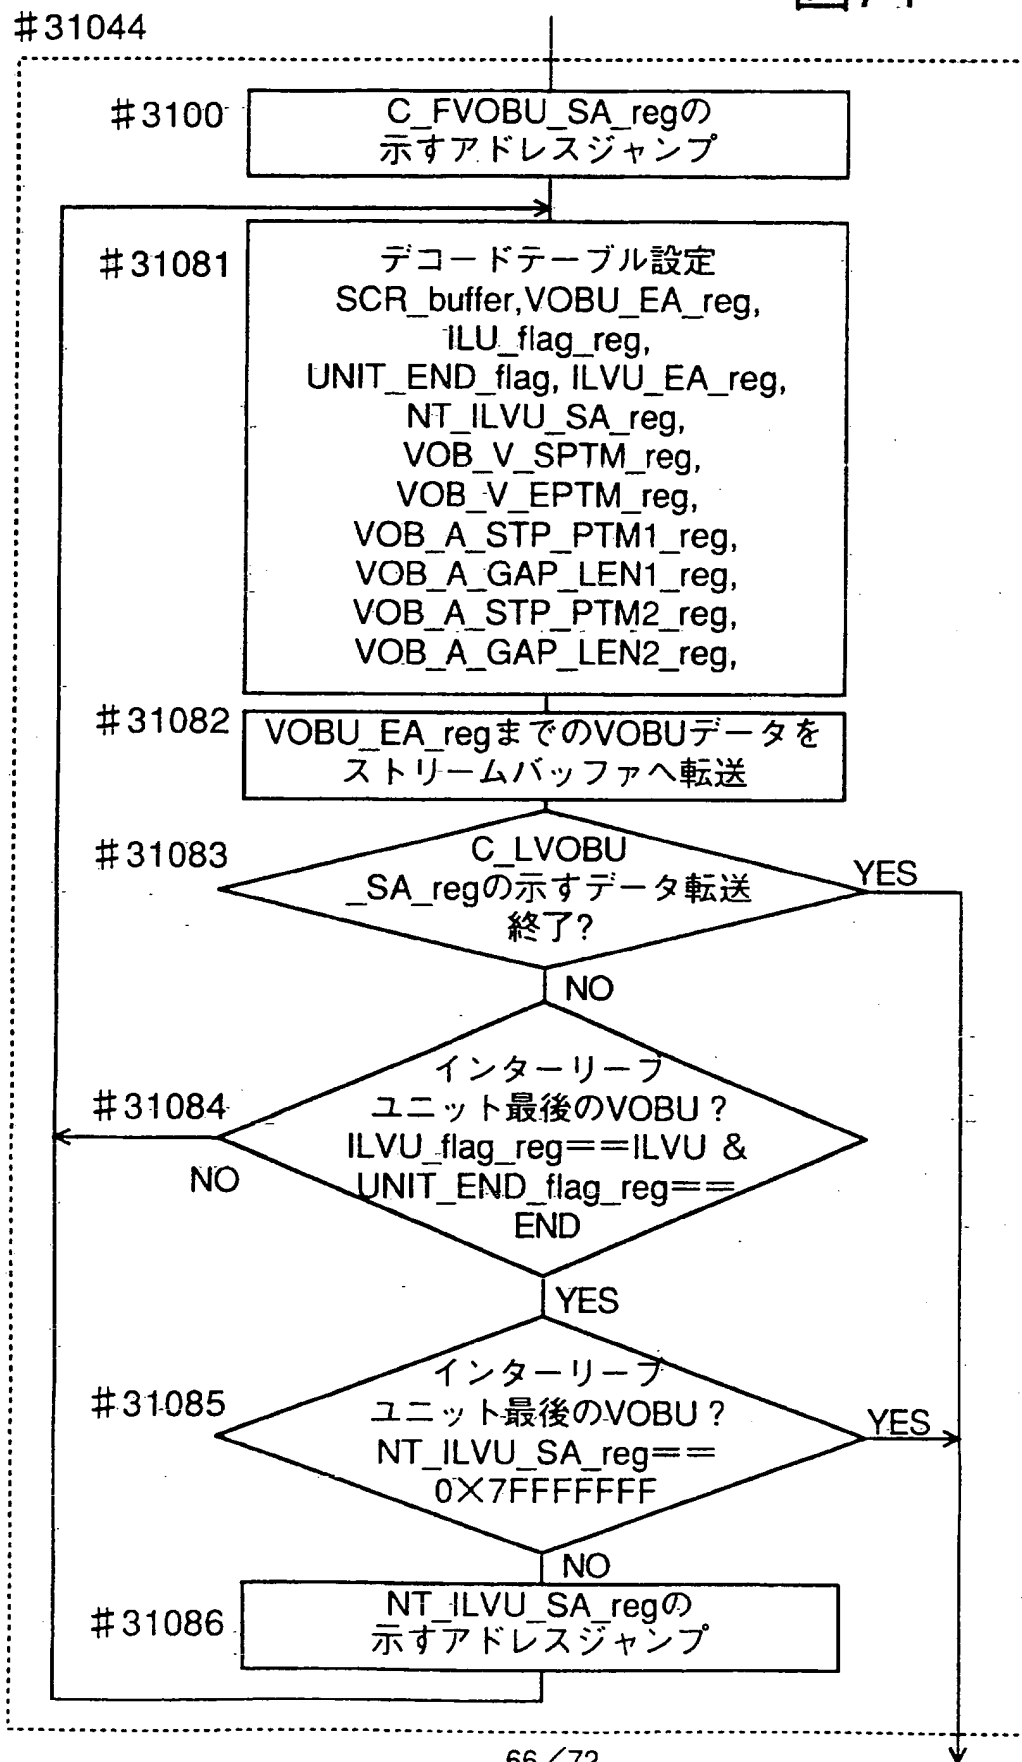 #31044
#3100
C_FVOBU_SA_regの
示すアドレスジャンプ
#31081
デコードテーブル設定
SCR_buffer,VOBU_EA_reg,
ILU_flag_reg,
UNIT_END_flag, ILVU_EA_reg,
NT_ILVU_SA_reg,
VOB_V_SPTM_reg,
VOB_V_EPTM_reg,
VOB_A_STP_PTM1_reg,
VOB_A_GAP_LEN1_reg,
VOB_A_STP_PTM2_reg,
VOB_A_GAP_LEN2_reg,
#31082
VOBU_EA_regまでのVOBUデータを
ストリームバッファへ転送
#31083
C_LVOBU
_SA_regの示すデータ転送
終了?
YES
NO
#31084
インターリーブ
ユニット最後のVOBU?
ILVU_flag_reg==ILVU &
UNIT_END_flag_reg==
END
NO
YES
#31085
インターリーブ
ユニット最後のVOBU?
NT_ILVU_SA_reg==
0×7FFFFFFF
YES
NO
#31086
NT_ILVU_SA_regの
示すアドレスジャンプ
66/72